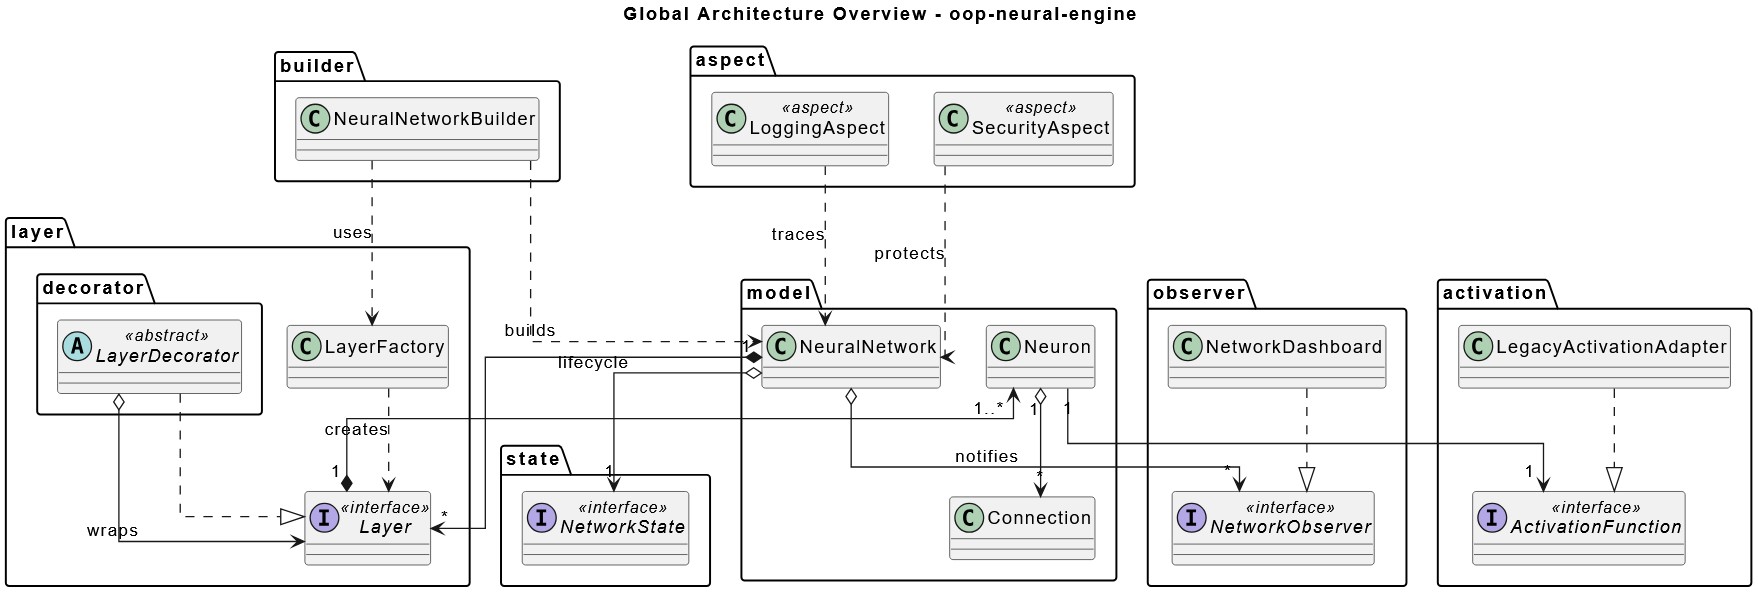 Global Architecture Overview - oop-neural-engine
builder
C NeuralNetworkBuilder
aspect
C «aspect»
LoggingAspect
C «aspect»
SecurityAspect
uses
traces
protects
builds
layer
decorator
A «abstract»
LayerDecorator
C LayerFactory
creates
wraps
1
I «interface»
Layer
*
lifecycle
1
state
1
I «interface»
NetworkState
model
C NeuralNetwork
C Neuron
1..*
1
1
notifies
*
C Connection
observer
C NetworkDashboard
*
I «interface»
NetworkObserver
activation
C LegacyActivationAdapter
1
I «interface»
ActivationFunction